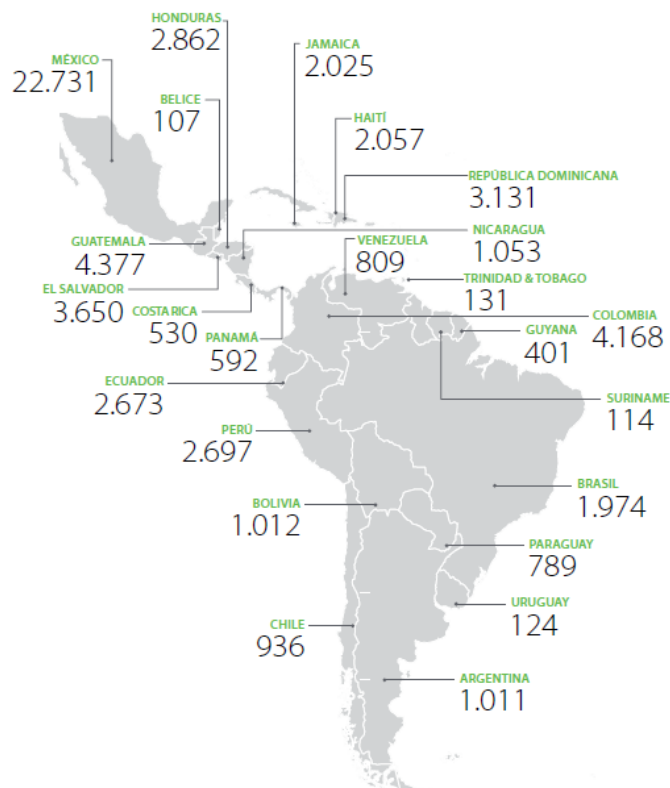 HONDURAS
2.862
JAMAICA
2.025
MÉXICO
22.731
BELICE
107
HAITÍ
2.057
REPÚBLICA DOMINICANA
3.131
GUATEMALA
4.377
VENEZUELA
809
NICARAGUA
1.053
EL SALVADOR
3.650
COSTA RICA
530
TRINIDAD & TOBAGO
131
PANAMÁ
592
COLOMBIA
4.168
GUYANA
401
ECUADOR
2.673
SURINAME
114
PERÚ
2.697
BRASIL
1.974
BOLIVIA
1.012
PARAGUAY
789
URUGUAY
124
CHILE
936
ARGENTINA
1.011